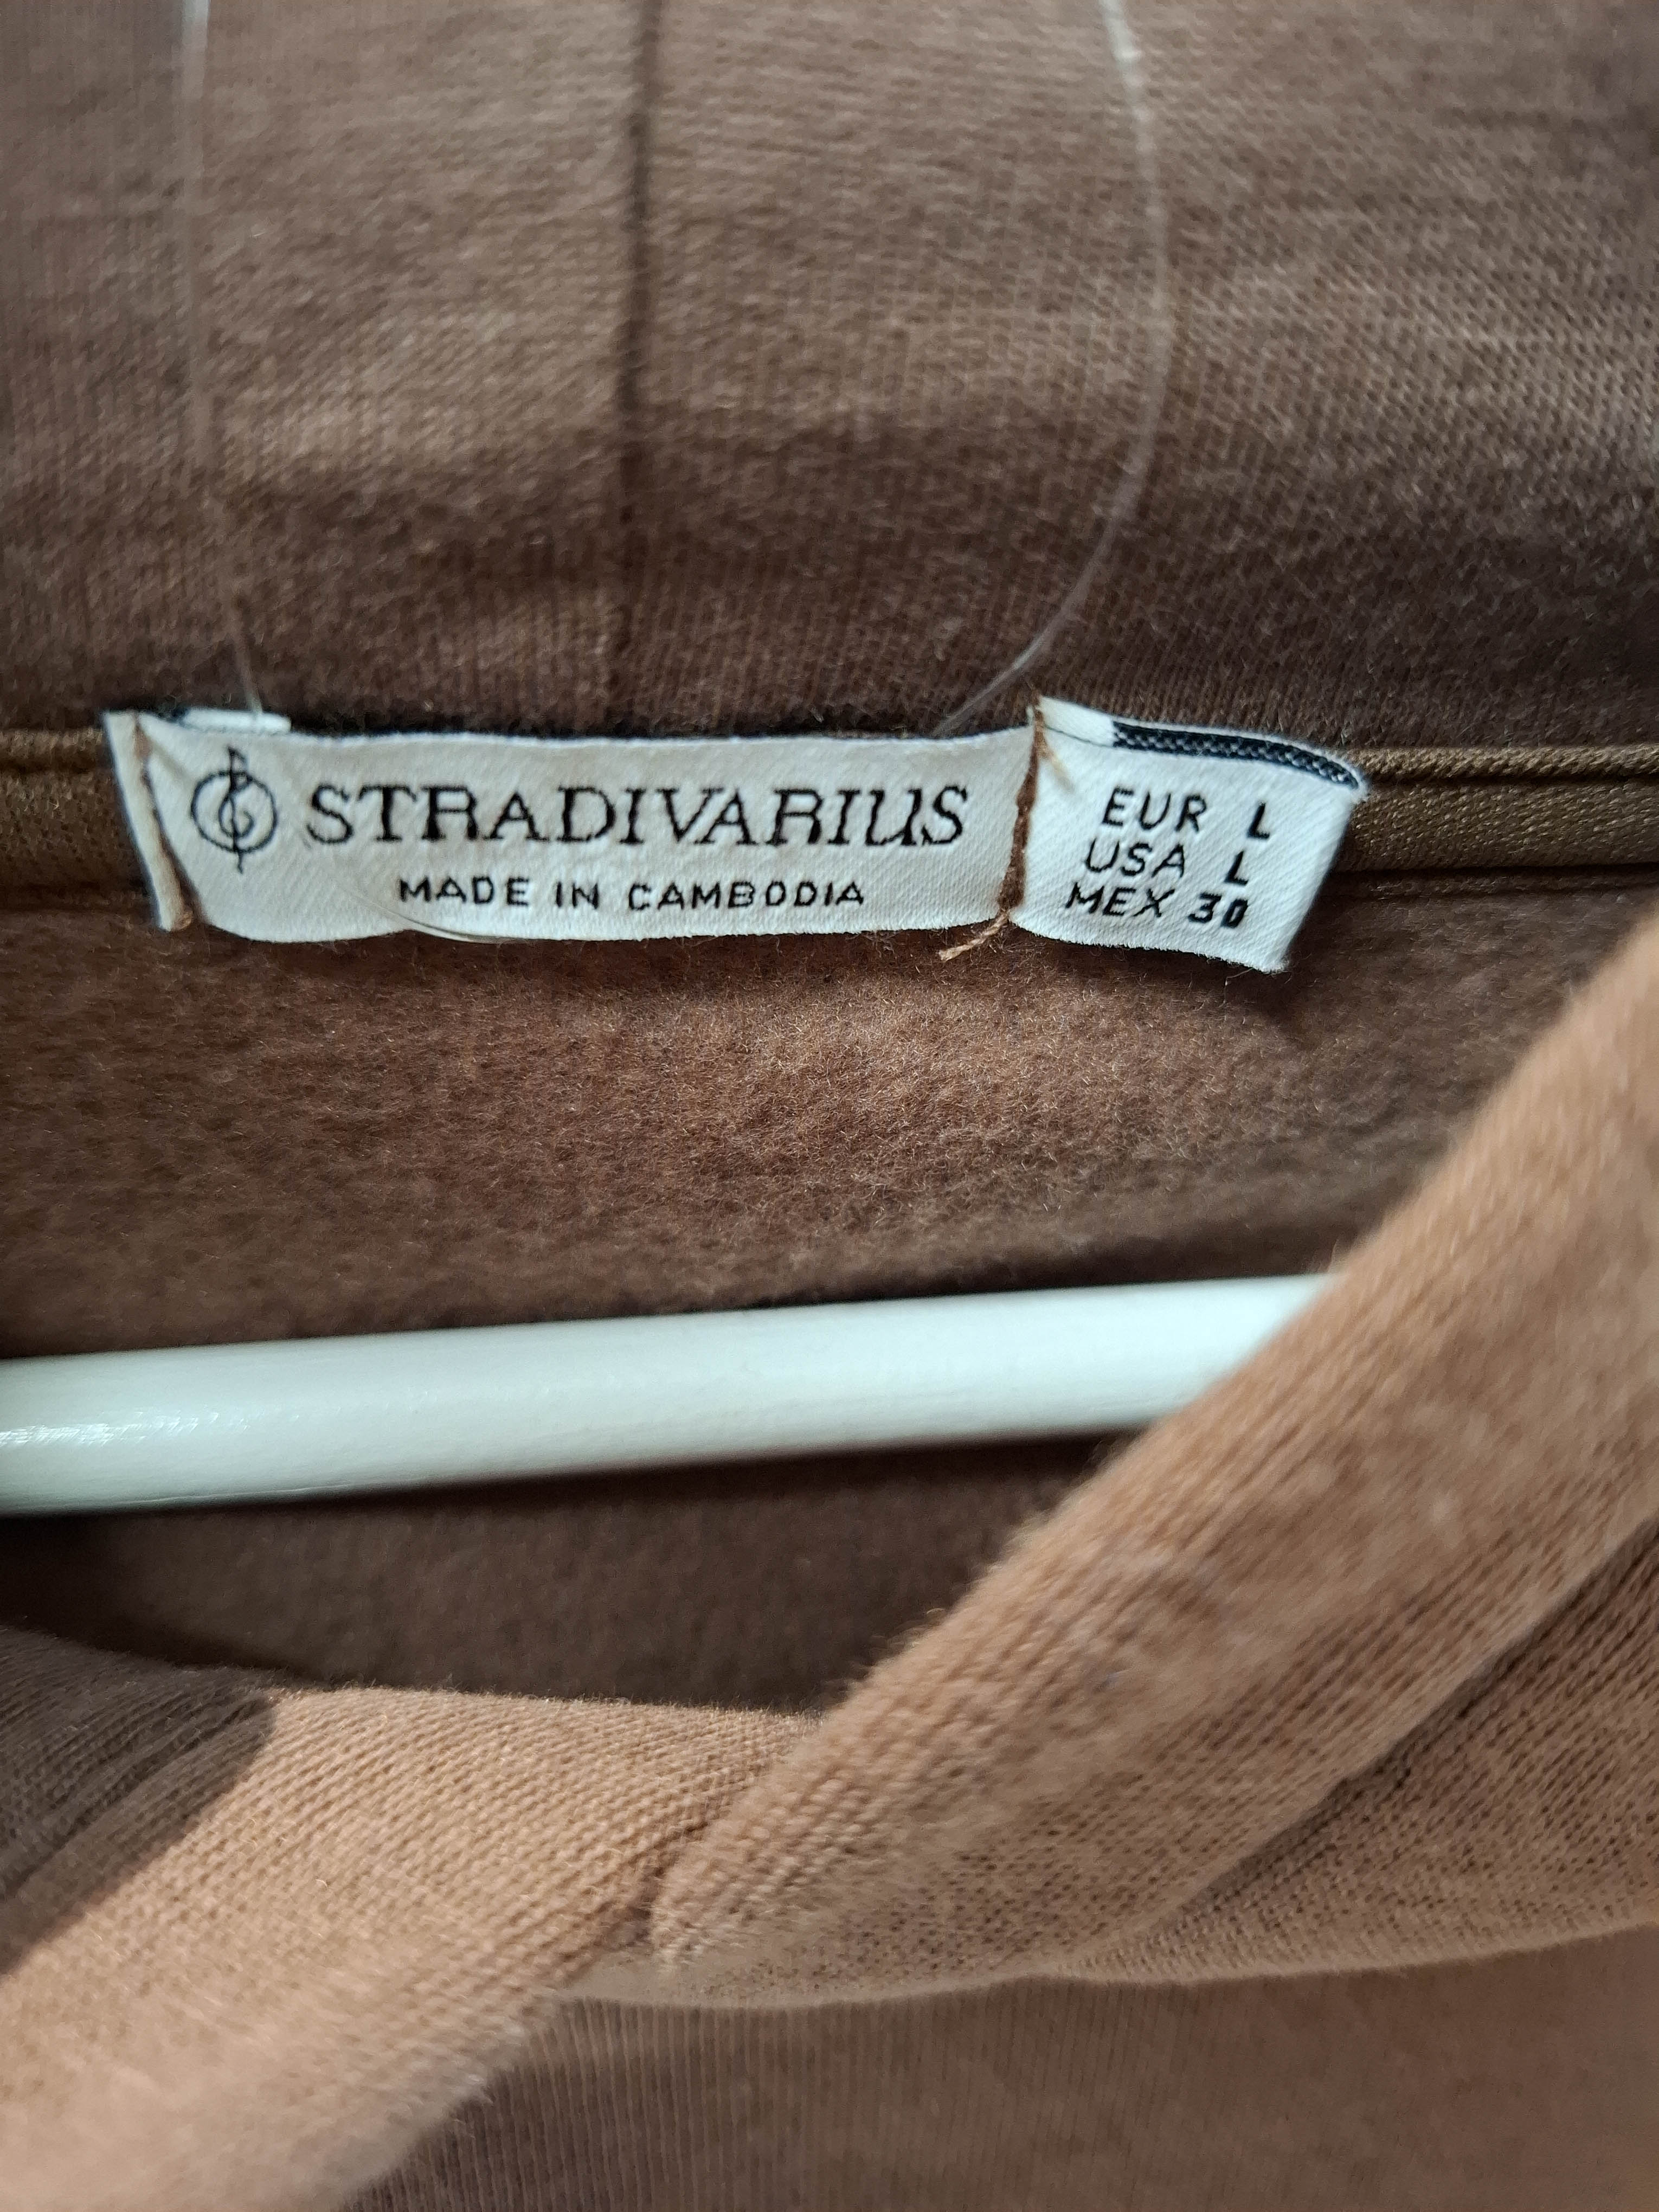 STRADIVARIUS
MADE IN CAMBODIA
EUR L
USA L
MEX 30